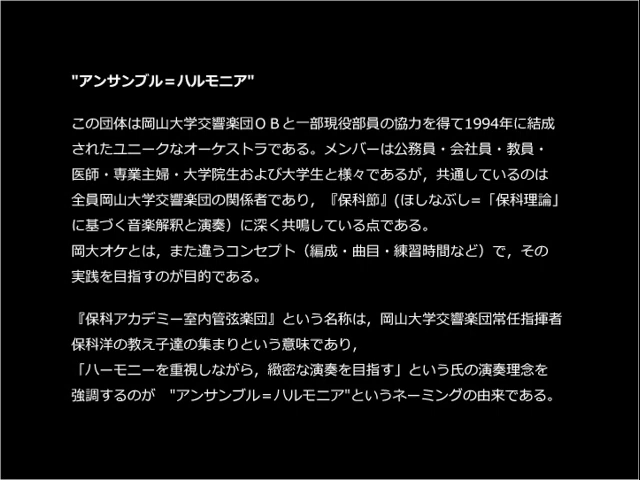 "アンサンブル＝ハルモニア"
この団体は岡山大学交響楽団ＯＢと一部現役部員の協力を得て1994年に結成
されたユニークなオーケストラである。メンバーは公務員・会社員・教員・
医師・専業主婦・大学院生および大学生と様々であるが，共通しているのは
全員岡山大学交響楽団の関係者であり，『保科節』(ほしなぶし=「保科理論」
に基づく音楽解釈と演奏）に深く共鳴している点である。
岡大オケとは，また違うコンセプト（編成・曲目・練習時間など）で，その
実践を目指すのが目的である。
『保科アカデミー室内管弦楽団』という名称は，岡山大学交響楽団常任指揮者
保科洋の教え子達の集まりという意味であり，
「ハーモニーを重視しながら，緻密な演奏を目指す」という氏の演奏理念を
強調するのが　"アンサンブル＝ハルモニア"というネーミングの由来である。